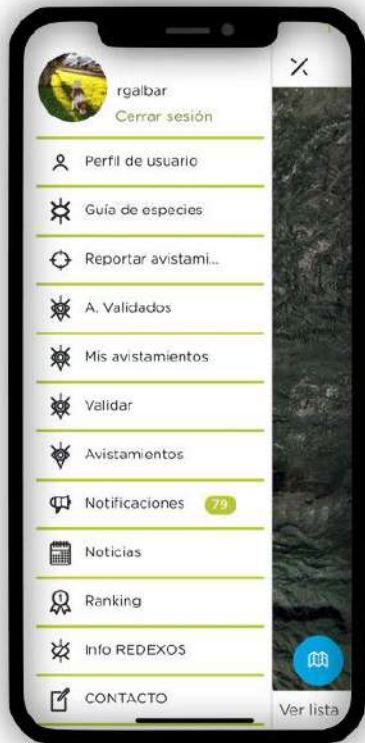 rgalbar
Cerrar sesión
Perfil de usuario
Guía de especies
Reportar avistami...
A. Validados
Mis avistamientos
Validar
Avistamientos
Notificaciones 79
Noticias
1
Ranking
Info REDEXOS
CONTACTO
Ver lista